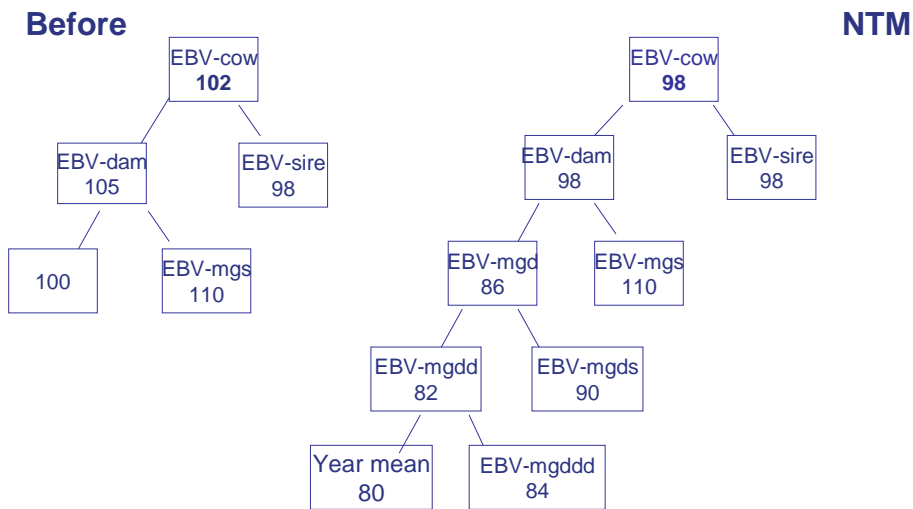 Before
NTM
EBV-cow
102
EBV-cow
98
EBV-dam
105
EBV-sire
98
EBV-dam
98
EBV-sire
98
100
EBV-mgs
110
EBV-mgd
86
EBV-mgs
110
EBV-mgdd
82
EBV-mgds
90
Year mean
80
EBV-mgddd
84